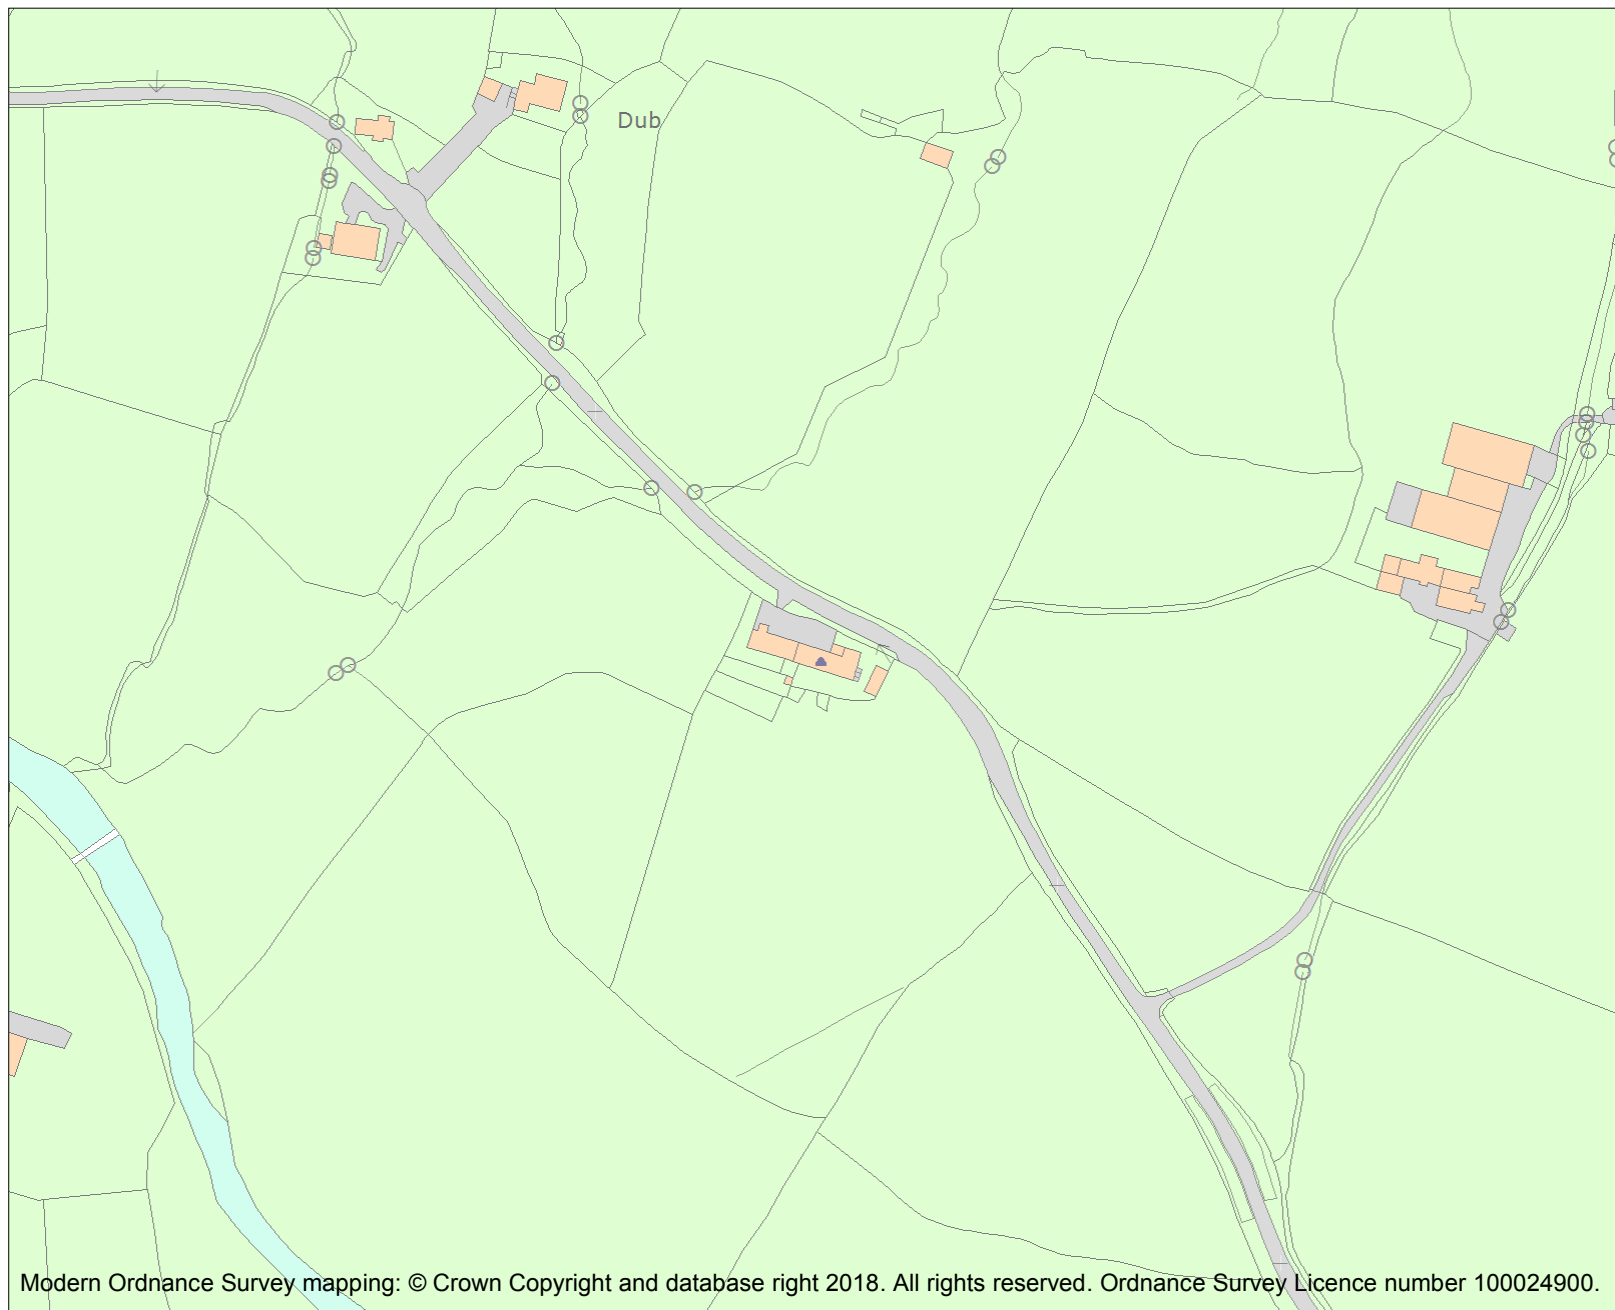 Dub
Modern Ordnance Survey mapping: © Crown Copyright and database right 2018. All rights reserved. Ordnance Survey Licence number 100024900.